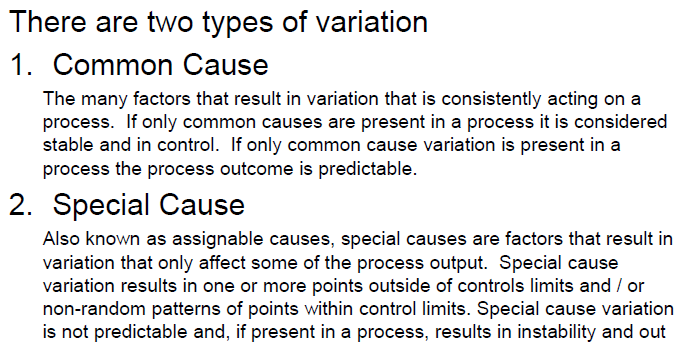 There are two types of variation
1. Common Cause
The many factors that result in variation that is consistently acting on a
process.  If only common causes are present in a process it is considered
stable and in control.  If only common cause variation is present in a
process the process outcome is predictable.
2. Special Cause
Also known as assignable causes, special causes are factors that result in
variation that only affect some of the process output.  Special cause
variation results in one or more points outside of controls limits and / or
non-random patterns of points within control limits. Special cause variation
is not predictable and, if present in a process, results in instability and out